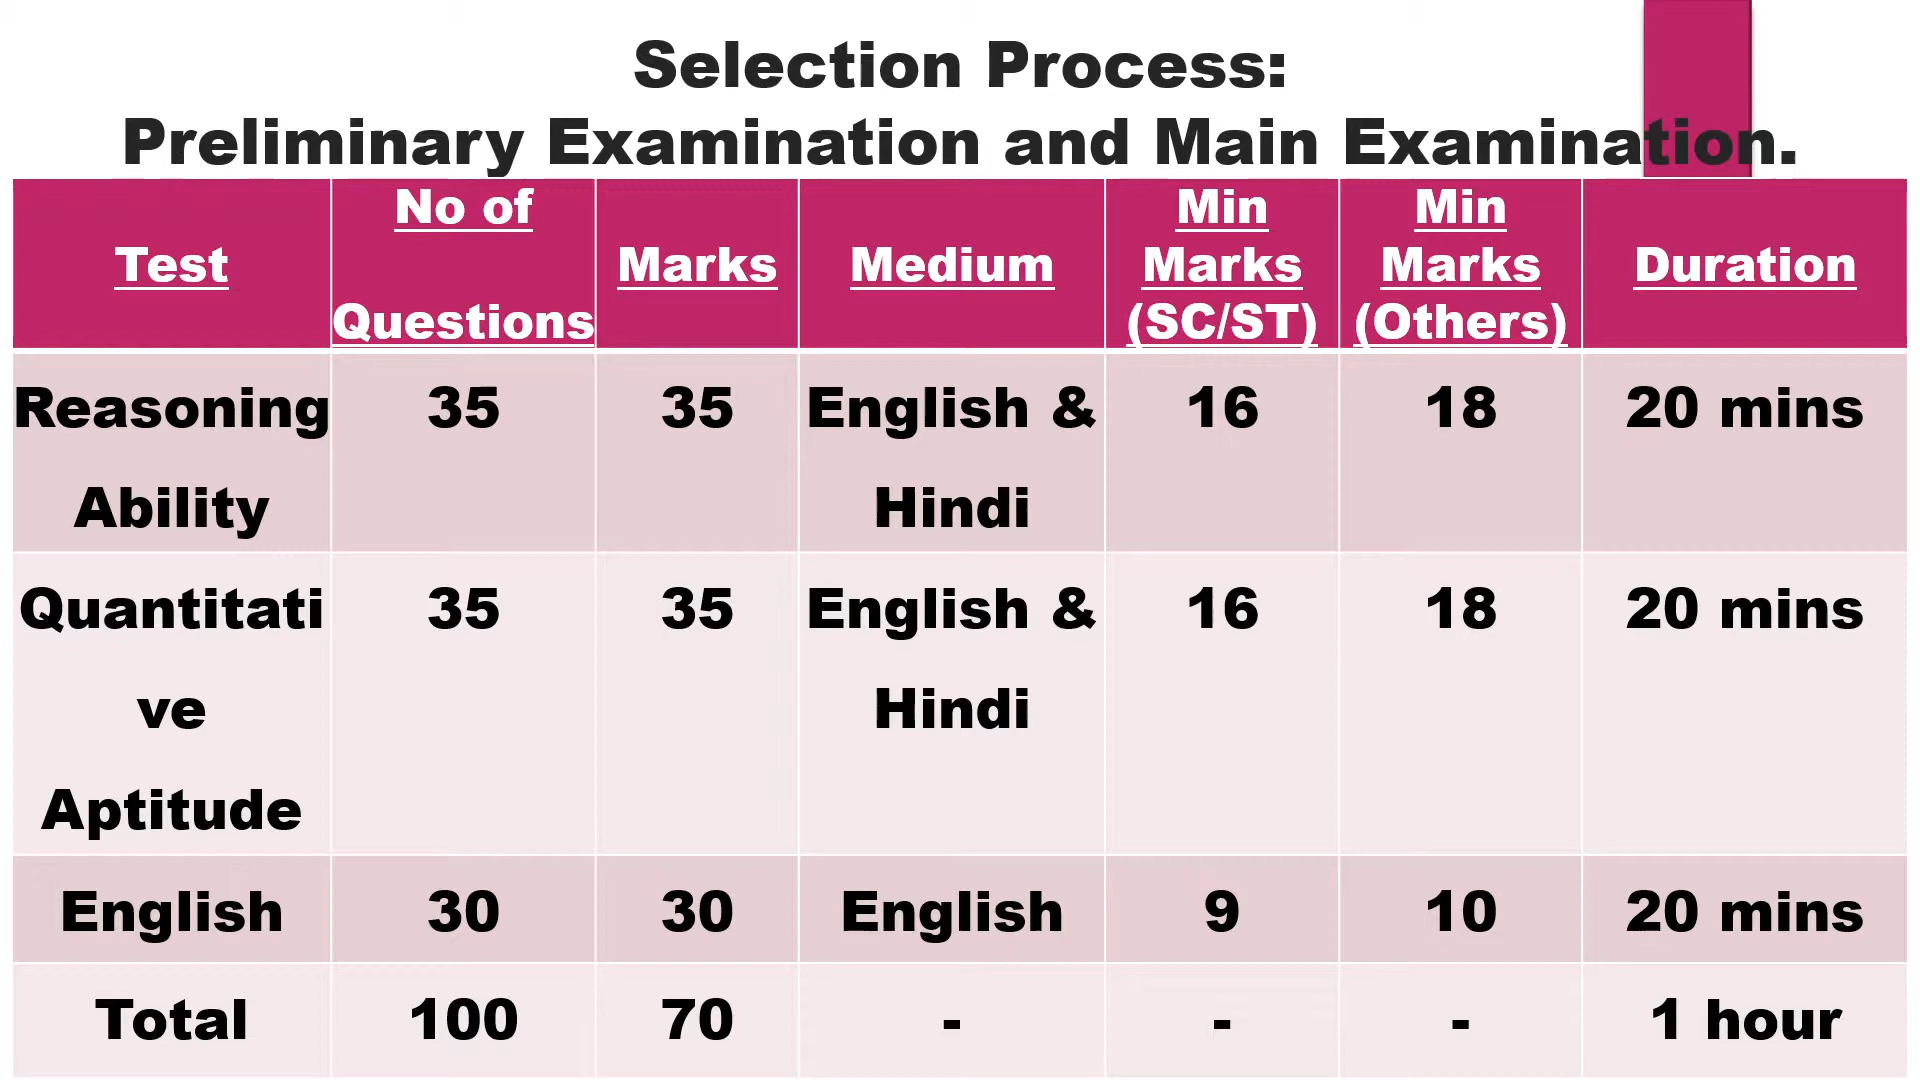 Selection Process:
Preliminary Examination and Main Examination.
Test
No of
Questions
Marks
Medium
Min
Marks
(SC/ST)
Min
Marks
(Others)
Duration
Reasoning
Ability
35
35
English &
Hindi
16
18
20 mins
Quantitati
ve
Aptitude
35
35
English &
Hindi
16
18
20 mins
English
30
30
English
9
10
20 mins
Total
100
70
-
-
-
1 hour